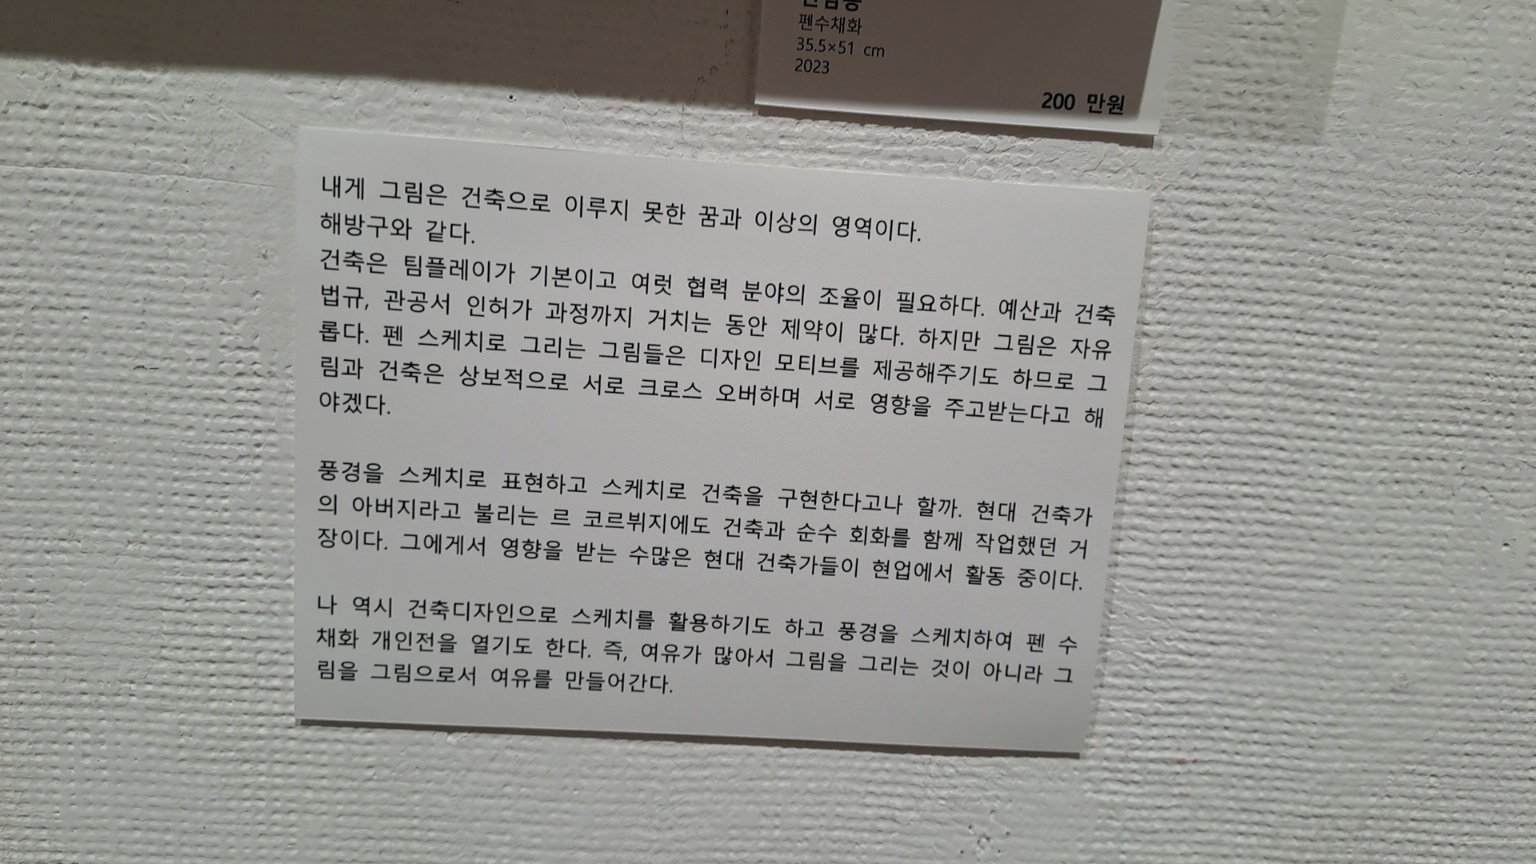 펜수채화
35.5×51 cm
2023
200 만원
내게 그림은 건축으로 이루지 못한 꿈과 이상의 영역이다.
해방구와 같다.
건축은 팀플레이가 기본이고 여럿 협력 분야의 조율이 필요하다. 예산과 건축
법규, 관공서 인허가 과정까지 거치는 동안 제약이 많다. 하지만 그림은 자유
롭다. 펜 스케치로 그리는 그림들은 디자인 모티브를 제공해주기도 하므로 그
림과 건축은 상보적으로 서로 크로스 오버하며 서로 영향을 주고받는다고 해
야겠다.
풍경을 스케치로 표현하고 스케치로 건축을 구현한다고나 할까. 현대 건축가
의 아버지라고 불리는 르 코르뷔지에도 건축과 순수 회화를 함께 작업했던 거
장이다. 그에게서 영향을 받는 수많은 현대 건축가들이 현업에서 활동 중이다.
나 역시 건축디자인으로 스케치를 활용하기도 하고 풍경을 스케치하여 펜 수
채화 개인전을 열기도 한다. 즉, 여유가 많아서 그림을 그리는 것이 아니라 그
림을 그림으로서 여유를 만들어간다.